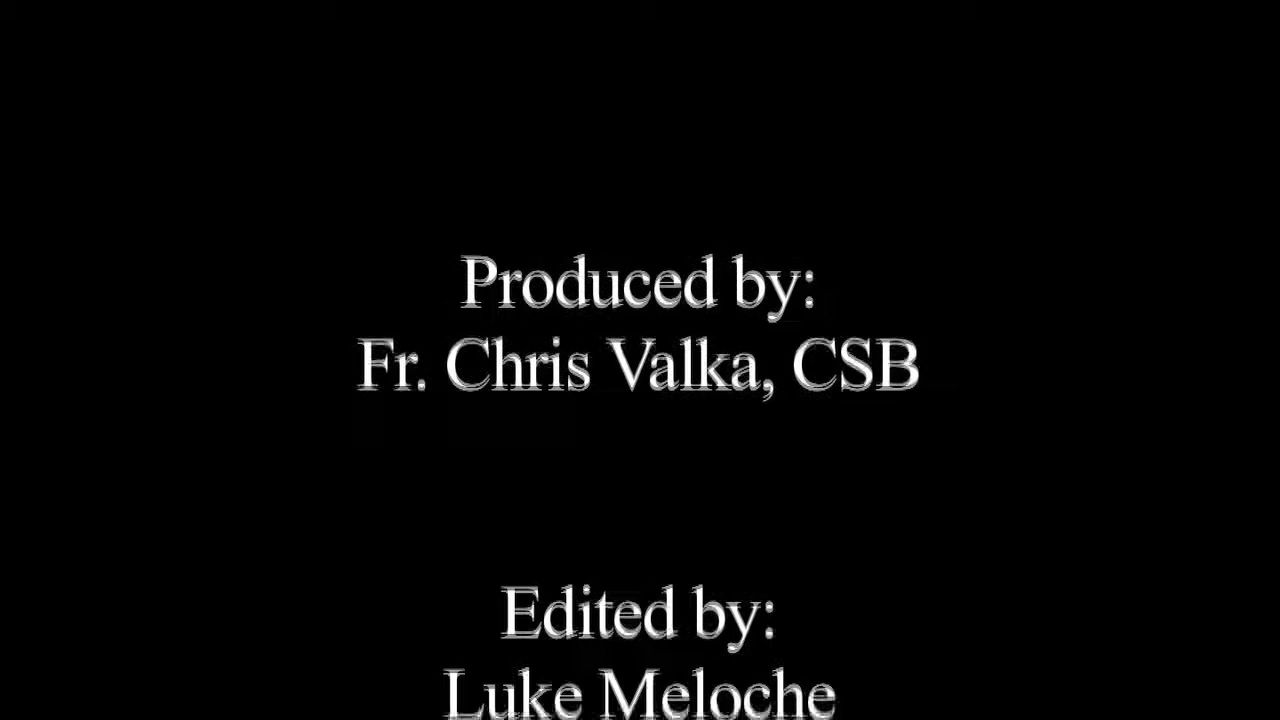 Produced by:
Fr. Chris Valka, CSB
Edited by:
Luke Meloche